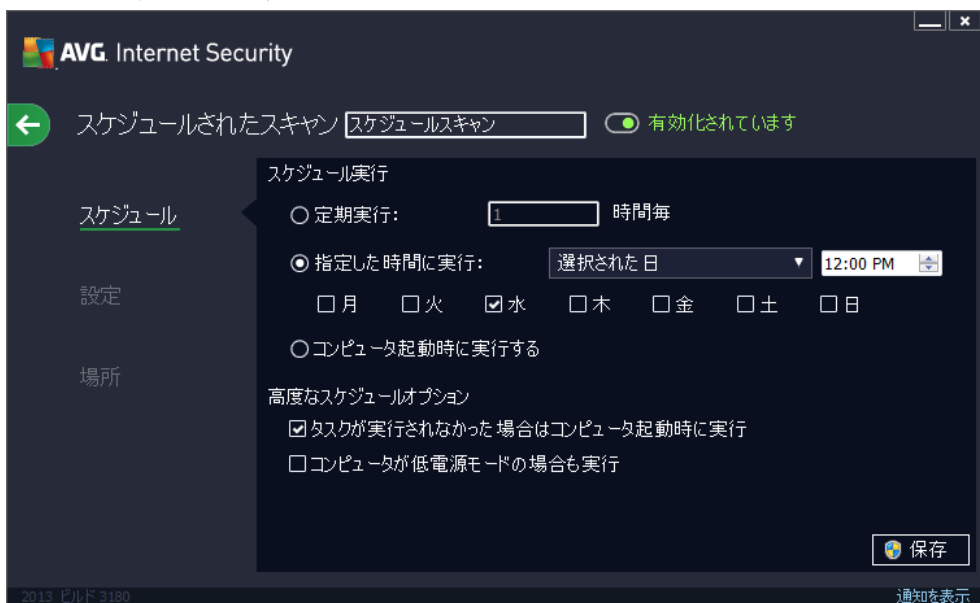 AVG. Internet Security
スケジュールされたスキャン スケジュールスキャン 有効化されています
スケジュール
設定
場所
スケジュール実行
定期実行: 1 時間毎
指定した時間に実行: 選択された日 12:00 PM
月 火 水 木 金 土 日
コンピュータ起動時に実行する
高度なスケジュールオプション
タスクが実行されなかった場合はコンピュータ起動時に実行
コンピュータが低電源モードの場合も実行
保存
2013 ビルド 3180 通知を表示